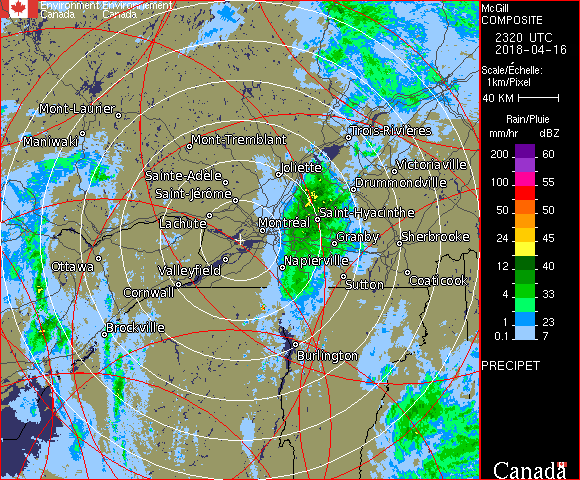 Environment Environnement
Canada Canada
McGill
COMPOSITE
2320 UTC
2018-04-16
Scale/Échelle:
1km/Pixel
40 KM
Rain/Pluie
mm/hr dBZ
200 60
100 55
50 50
24 45
12 40
4 33
1 23
0.1 7
PRECIPET
Canada
Mont-Laurier
Maniwaki
Mont-Tremblant
Trois-Rivières
Joliette
Victoriaville
Sainte-Adèle
Drummondville
Saint-Jérôme
Saint-Hyacinthe
Lachute
Montréal
Granby
Sherbrooke
Ottawa
Valleyfield
Napierville
Cornwall
Sutton
Coaticook
Brockville
Burlington